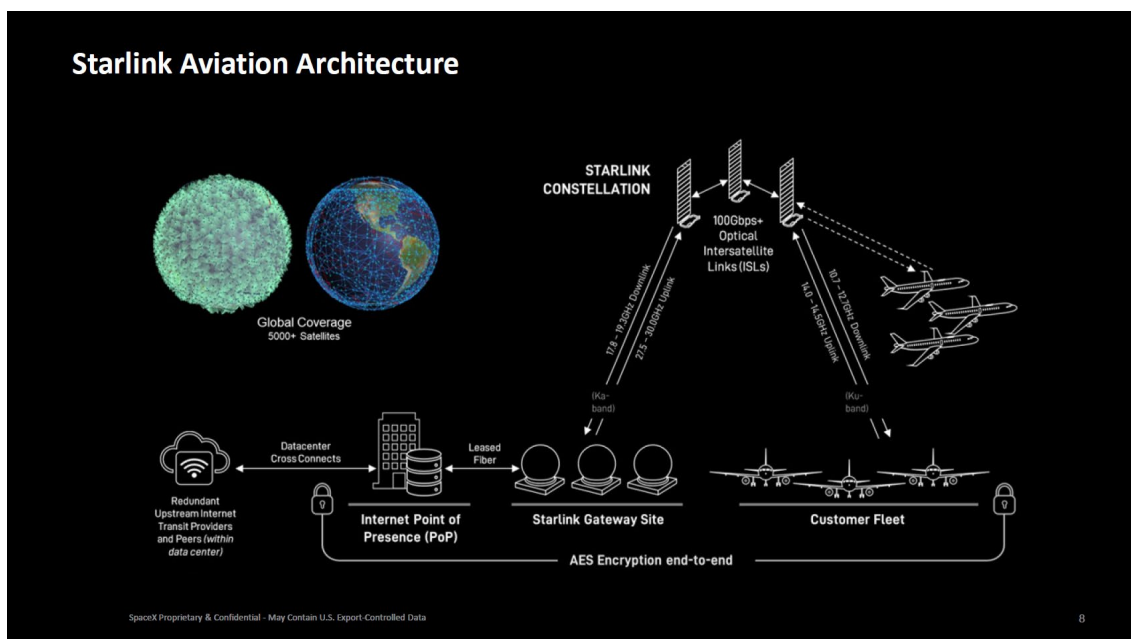 Starlink Aviation Architecture
STARLINK
CONSTELLATION
100Gbps+
Optical
Intersatellite
Links (ISLs)
Global Coverage
5000+ Satellites
17.8 – 19.3GHz Downlink
27.5 – 30.0GHz Uplink
10.7 – 12.7GHz Downlink
14.0 – 14.5GHz Uplink
(Ka-
band)
(Ku-
band)
Datacenter
Cross Connects
Leased
Fiber
Redundant
Upstream Internet
Transit Providers
and Peers (within
data center)
Internet Point of
Presence (PoP)
Starlink Gateway Site
Customer Fleet
AES Encryption end-to-end
SpaceX Proprietary & Confidential - May Contain U.S. Export-Controlled Data
8